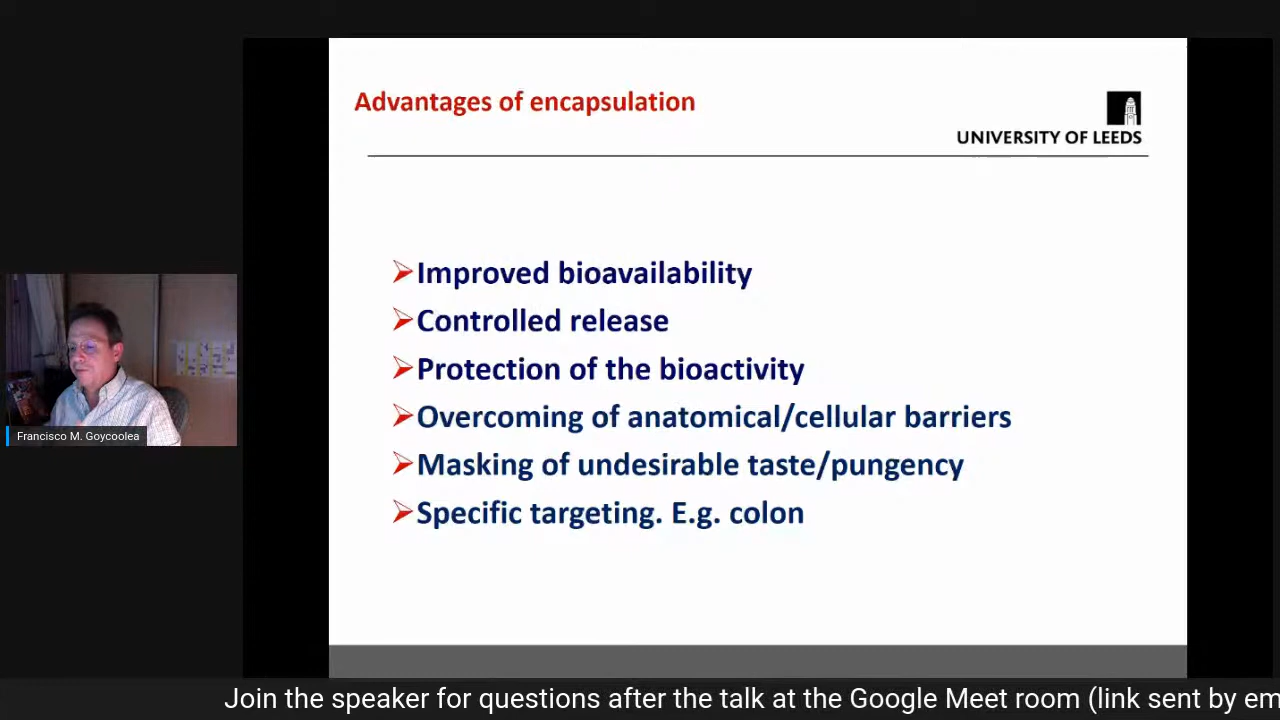 Advantages of encapsulation
UNIVERSITY OF LEEDS
Improved bioavailability
Controlled release
Protection of the bioactivity
Overcoming of anatomical/cellular barriers
Masking of undesirable taste/pungency
Specific targeting. E.g. colon
Francisco M. Goycoolea
Join the speaker for questions after the talk at the Google Meet room (link sent by em